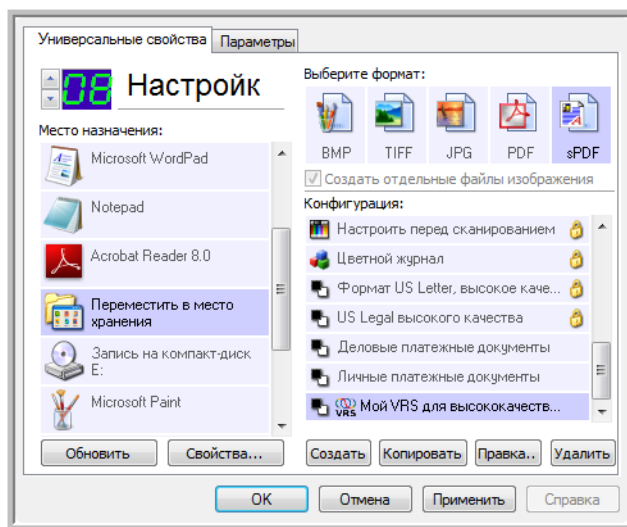 Универсальные свойства Параметры
08 Настройк
Место назначения:
Microsoft WordPad
Notepad
Acrobat Reader 8.0
Переместить в место
хранения
Запись на компакт-диск
E:
Microsoft Paint
Обновить Свойства...
Выберите формат:
BMP TIFF JPG PDF sPDF
Создать отдельные файлы изображения
Конфигурация:
Настроить перед сканированием
Цветной журнал
Формат US Letter, высокое каче...
US Legal высокого качества
Деловые платежные документы
Личные платежные документы
VRS Мой VRS для высококачеств...
Создать Копировать Правка.. Удалить
OK Отмена Применить Справка